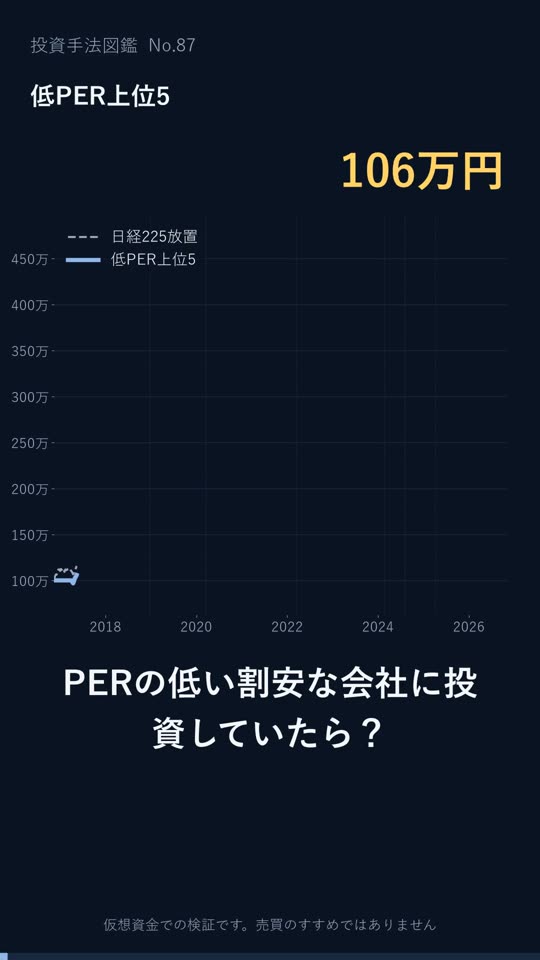 投資手法図鑑 No.87
低PER上位5
106万円
日経225放置
低PER上位5
450万
400万
350万
300万
250万
200万
150万
100万
2018 2020 2022 2024 2026
PERの低い割安な会社に投
資していたら？
仮想資金での検証です。売買のすすめではありません